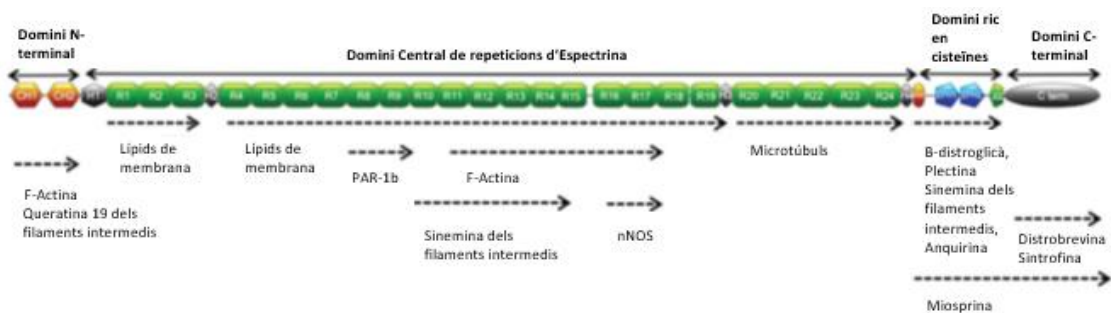 Domini N-
terminal
Domini Central de repeticions d'Espectrina
Domini ric
en
cisteïnes
Domini C-
terminal
CH1 CH2 H1 R1 R2 R3 R4 R5 R6 R7 R8 R9 R10 R11 R12 R13 R14 R15 R16 R17 R18 R19 R20 R21 R22 R23 R24 C term
Lípids de
membrana
Lípids de
membrana
PAR-1b
F-Actina
Microtúbuls
B-distroglicà,
Plectina
Sinemina dels
filaments
intermedis,
Anquirina
F-Actina
Queratina 19 dels
filaments intermedis
Sinemina dels
filaments intermedis
nNOS
Distrobrevina
Sintrofina
Miosprina